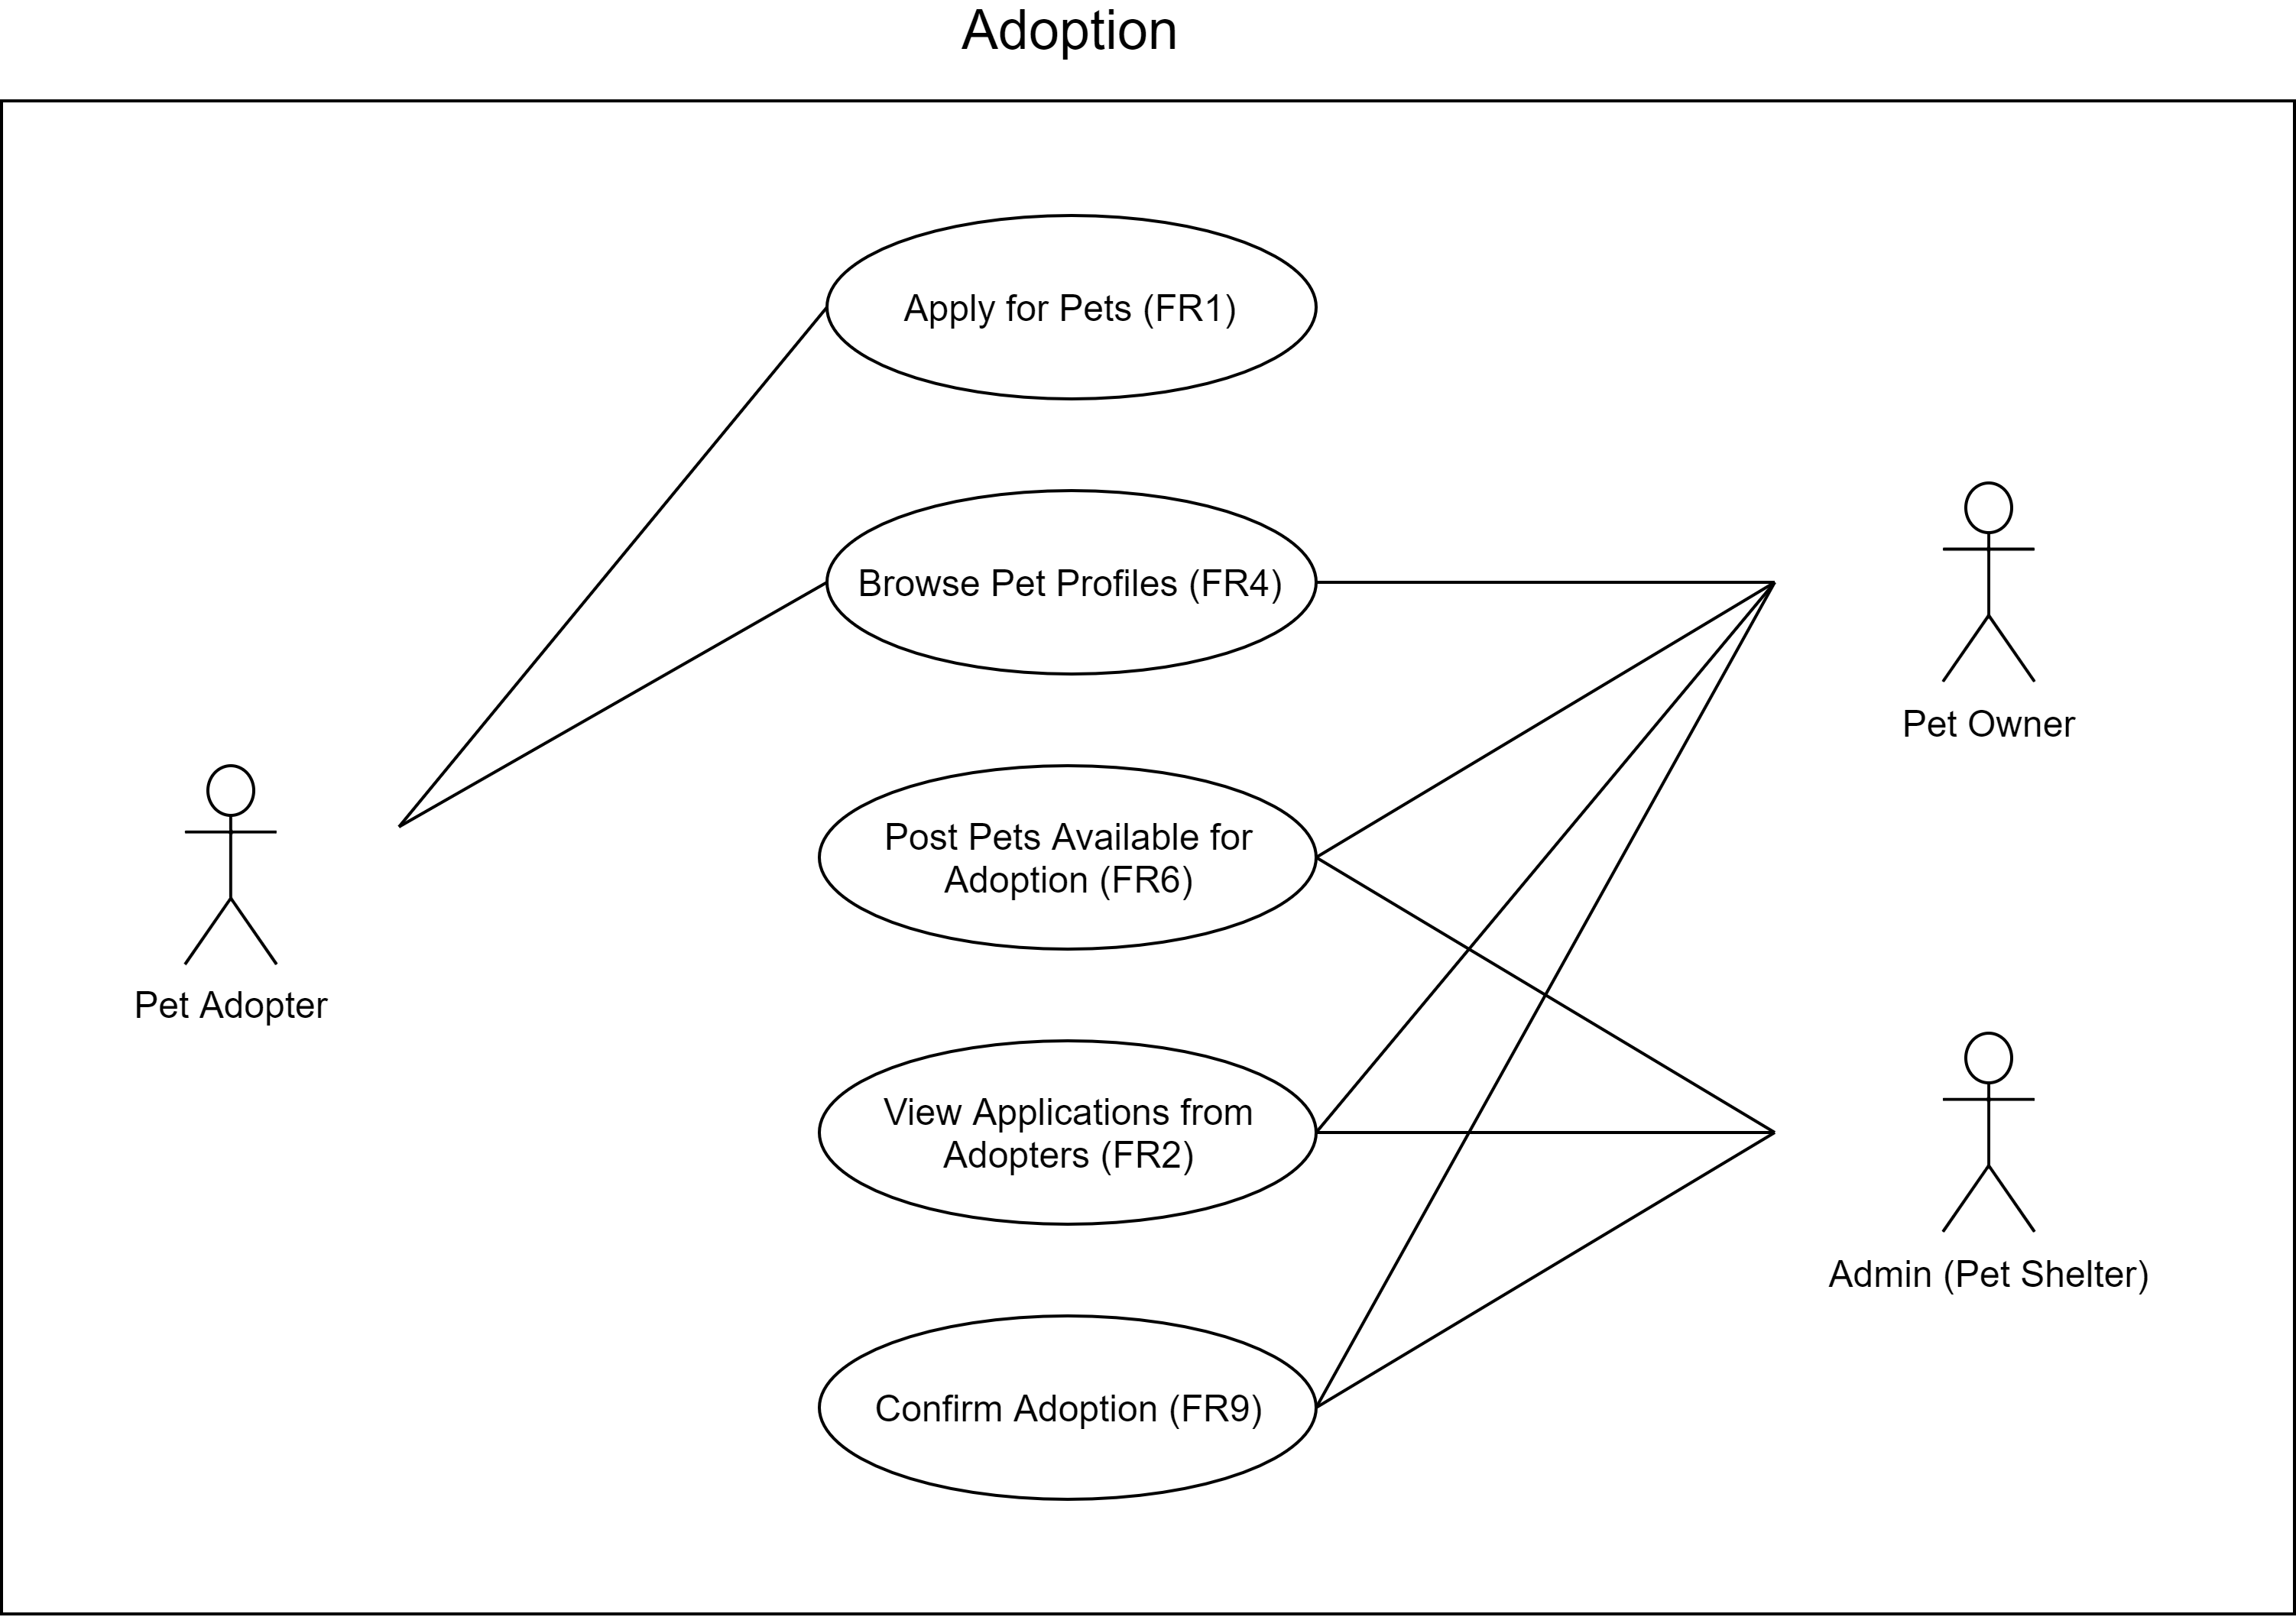 Adoption
Apply for Pets (FR1)
Browse Pet Profiles (FR4)
Pet Owner
Post Pets Available for
Adoption (FR6)
Pet Adopter
View Applications from
Adopters (FR2)
Admin (Pet Shelter)
Confirm Adoption (FR9)